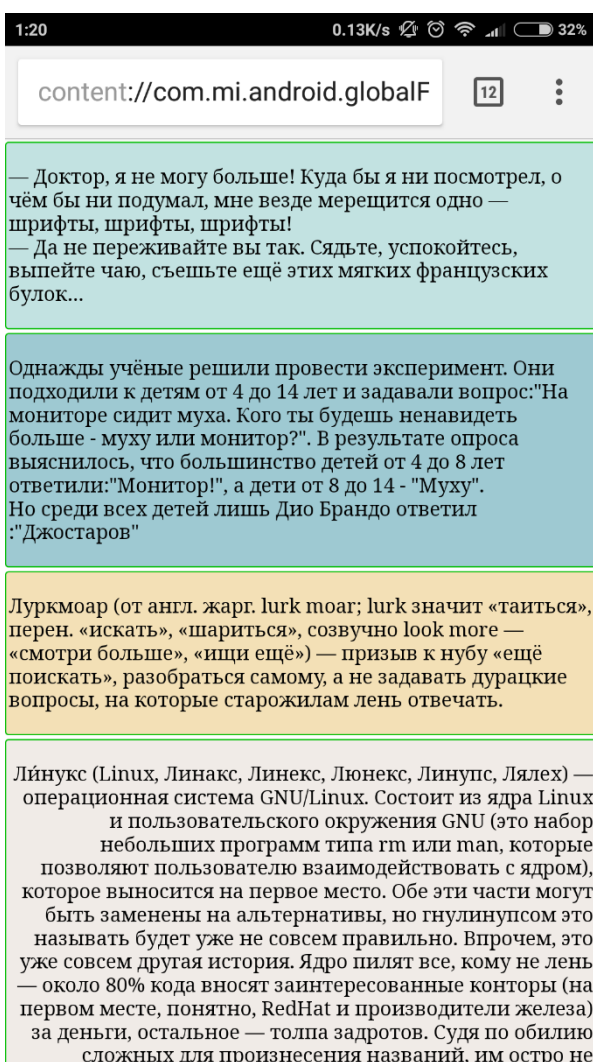 1:20
0.13K/s
32%
content://com.mi.android.globalF
12
— Доктор, я не могу больше! Куда бы я ни посмотрел, о
чём бы ни подумал, мне везде мерещится одно —
шрифты, шрифты, шрифты!
— Да не переживайте вы так. Сядьте, успокойтесь,
выпейте чаю, съешьте ещё этих мягких французских
булок...
Однажды учёные решили провести эксперимент. Они
подходили к детям от 4 до 14 лет и задавали вопрос:"На
мониторе сидит муха. Кого ты будешь ненавидеть
больше - муху или монитор?". В результате опроса
выяснилось, что большинство детей от 4 до 8 лет
ответили:"Монитор!", а дети от 8 до 14 - "Муху".
Но среди всех детей лишь Дио Брандо ответил
:"Джостаров"
Луркмоар (от англ. жарг. lurk moar; lurk значит «таиться»,
перен. «искать», «шариться», созвучно look more —
«смотри больше», «ищи ещё») — призыв к нубу «ещё
поискать», разобраться самому, а не задавать дурацкие
вопросы, на которые старожилам лень отвечать.
Ли́нукс (Linux, Линакс, Линекс, Люнекс, Линупс, Лялех) —
операционная система GNU/Linux. Состоит из ядра Linux
и пользовательского окружения GNU (это набор
небольших программ типа rm или man, которые
позволяют пользователю взаимодействовать с ядром),
которое выносится на первое место. Обе эти части могут
быть заменены на альтернативы, но гнулинупсом это
называть будет уже не совсем правильно. Впрочем, это
уже совсем другая история. Ядро пилят все, кому не лень
— около 80% кода вносят заинтересованные конторы (на
первом месте, понятно, RedHat и производители железа)
за деньги, остальное — толпа задротов. Судя по обилию
сложных для произнесения названий, им остро не